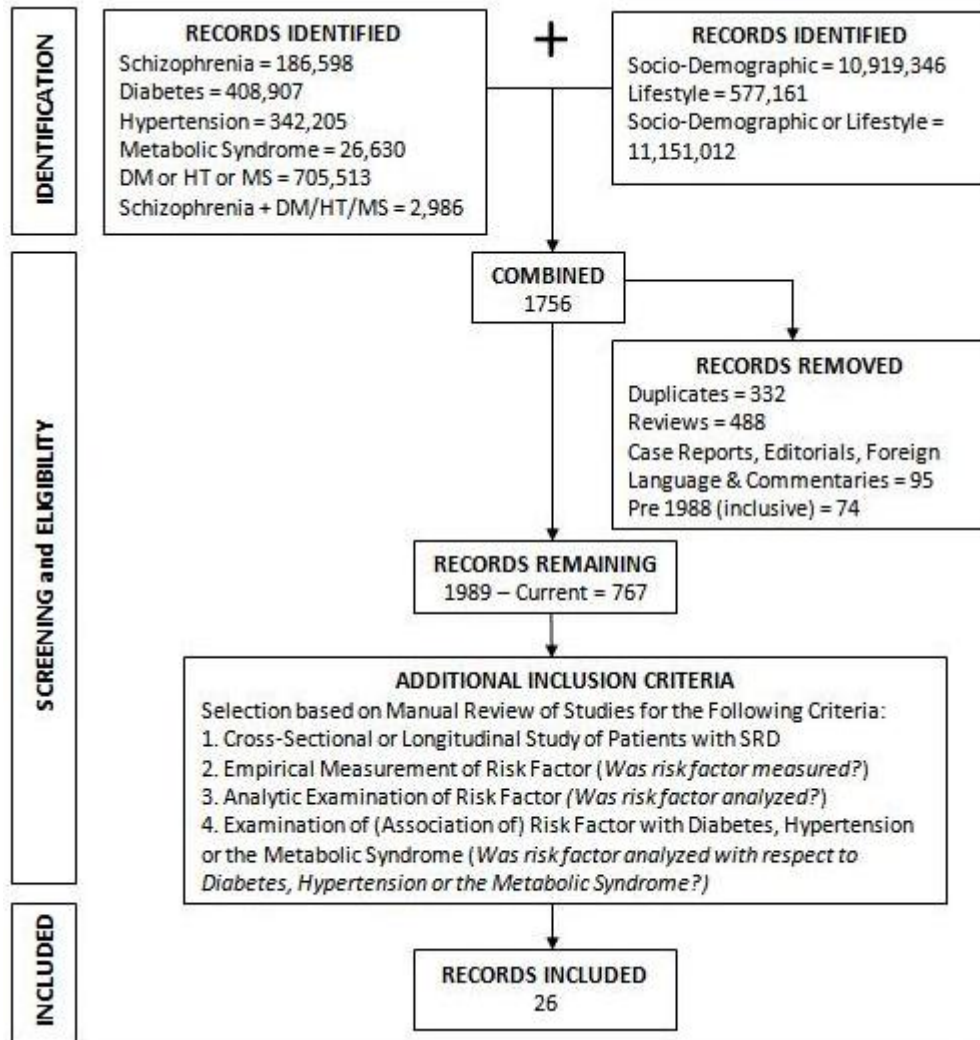 IDENTIFICATION
RECORDS IDENTIFIED
Schizophrenia = 186,598
Diabetes = 408,907
Hypertension = 342,205
Metabolic Syndrome = 26,630
DM or HT or MS = 705,513
Schizophrenia + DM/HT/MS = 2,986
+
RECORDS IDENTIFIED
Socio-Demographic = 10,919,346
Lifestyle = 577,161
Socio-Demographic or Lifestyle =
11,151,012
SCREENING and ELIGIBILITY
COMBINED
1756
RECORDS REMOVED
Duplicates = 332
Reviews = 488
Case Reports, Editorials, Foreign
Language & Commentaries = 95
Pre 1988 (inclusive) = 74
RECORDS REMAINING
1989 – Current = 767
ADDITIONAL INCLUSION CRITERIA
Selection based on Manual Review of Studies for the Following Criteria:
1. Cross-Sectional or Longitudinal Study of Patients with SRD
2. Empirical Measurement of Risk Factor (Was risk factor measured?)
3. Analytic Examination of Risk Factor (Was risk factor analyzed?)
4. Examination of (Association of) Risk Factor with Diabetes, Hypertension
or the Metabolic Syndrome (Was risk factor analyzed with respect to
Diabetes, Hypertension or the Metabolic Syndrome?)
INCLUDED
RECORDS INCLUDED
26